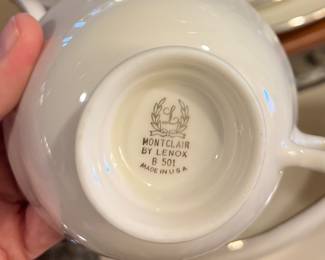 L
MONTCLAIR
BY LENOX
B 501
MADE IN U.S.A.